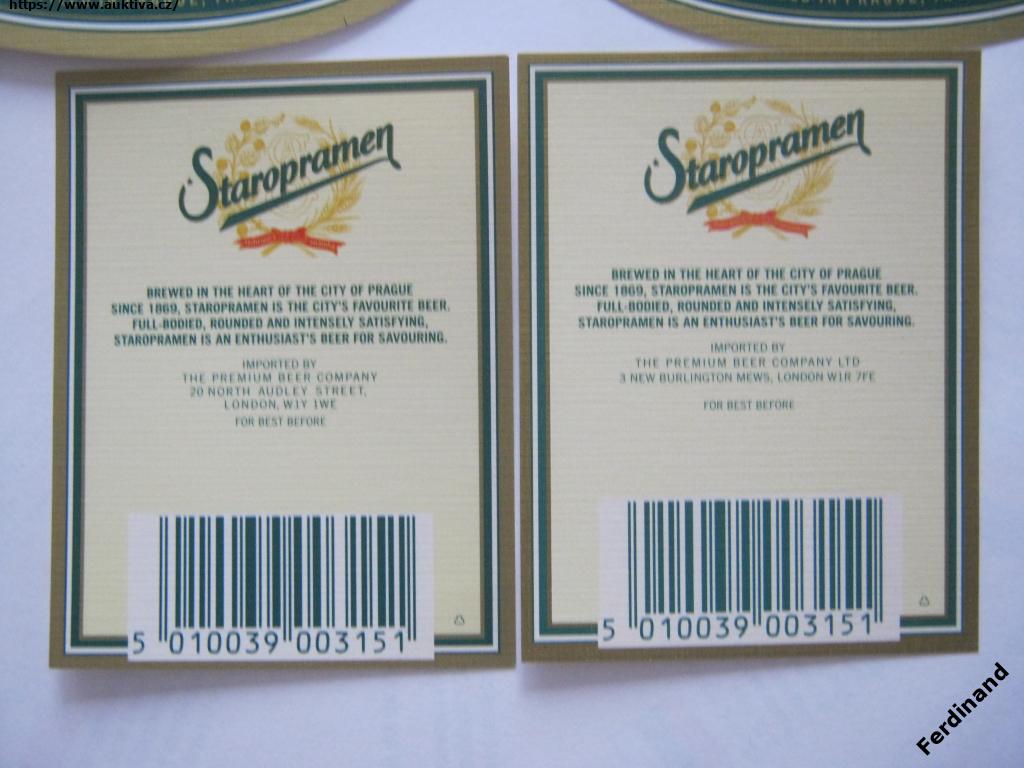 https://www.auktiva.cz/
Staropramen
BREWED IN THE HEART OF THE CITY OF PRAGUE
SINCE 1869, STAROPRAMEN IS THE CITY'S FAVOURITE BEER.
FULL-BODIED, ROUNDED AND INTENSELY SATISFYING,
STAROPRAMEN IS AN ENTHUSIAST'S BEER FOR SAVOURING.
IMPORTED BY
THE PREMIUM BEER COMPANY
20 NORTH AUDLEY STREET,
LONDON, W1Y 1WE
FOR BEST BEFORE
5 010039 003151
Staropramen
BREWED IN THE HEART OF THE CITY OF PRAGUE
SINCE 1869, STAROPRAMEN IS THE CITY'S FAVOURITE BEER.
FULL-BODIED, ROUNDED AND INTENSELY SATISFYING,
STAROPRAMEN IS AN ENTHUSIAST'S BEER FOR SAVOURING.
IMPORTED BY
THE PREMIUM BEER COMPANY LTD
3 NEW BURLINGTON MEWS, LONDON W1R 7FE
FOR BEST BEFORE
5 010039 003151
Ferdinand